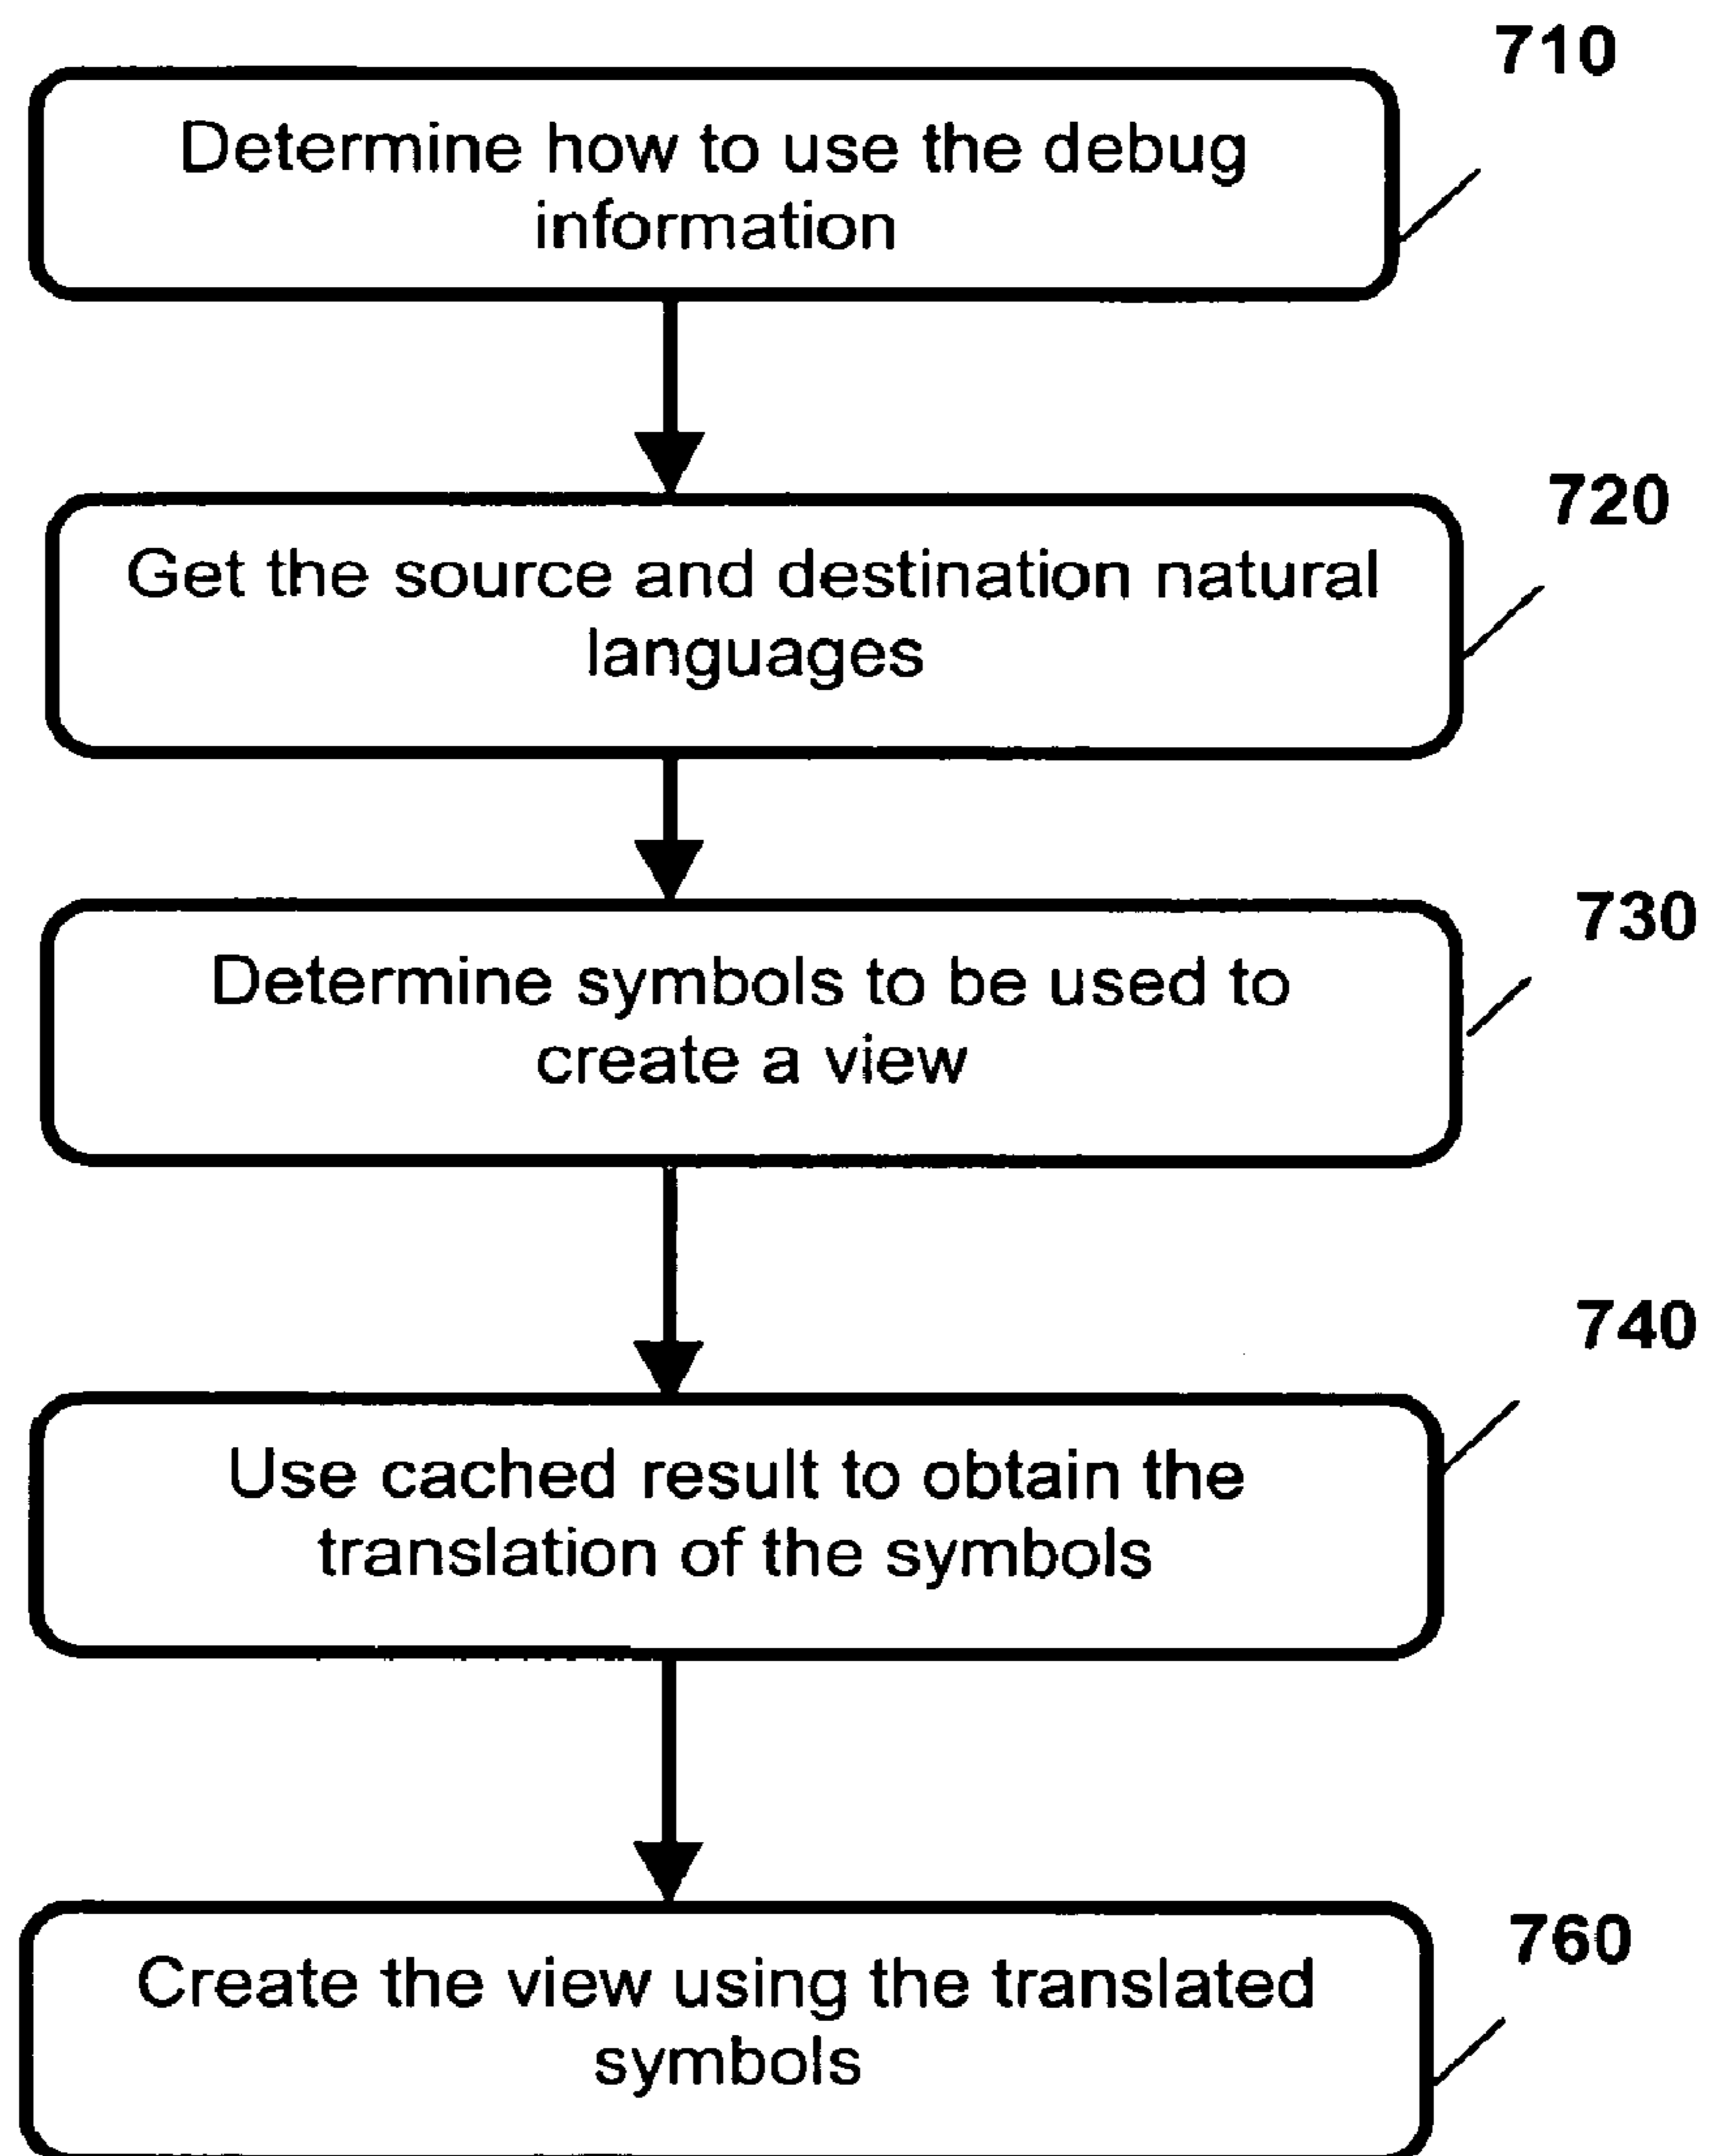 710
Determine how to use the debug
information
720
Get the source and destination natural
languages
730
Determine symbols to be used to
create a view
740
Use cached result to obtain the
translation of the symbols
760
Create the view using the translated
symbols